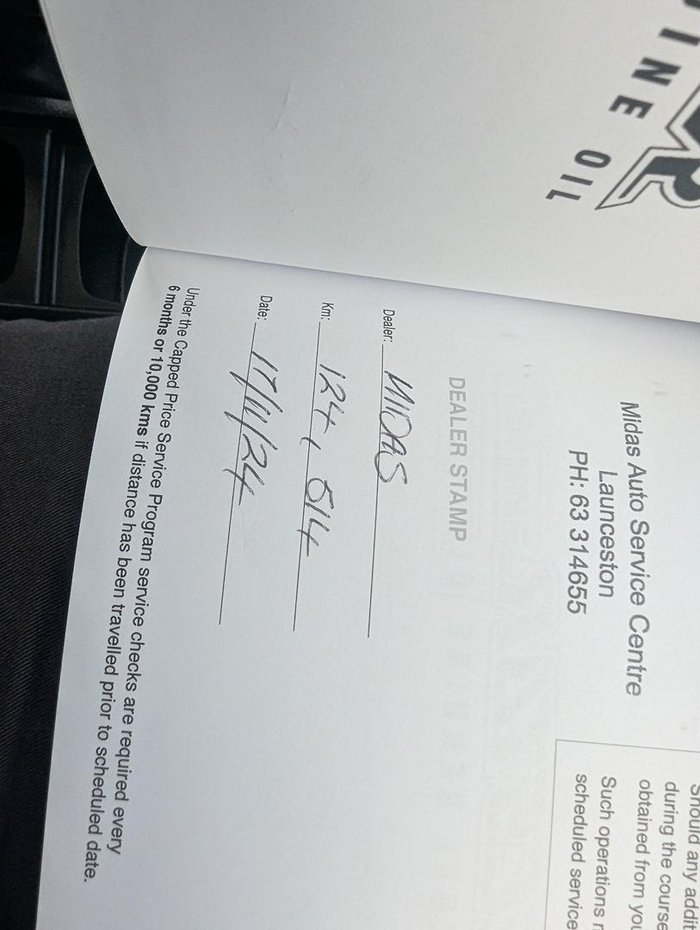 INE OIL
Midas Auto Service Centre
Launceston
PH: 63 314655
DEALER STAMP
Dealer: MIDAS
Km: 124, 514
Date: 17/11/24
Under the Capped Price Service Program service checks are required every
6 months or 10,000 kms if distance has been travelled prior to scheduled date.
Should any addit
during the course
obtained from you
Such operations
scheduled service